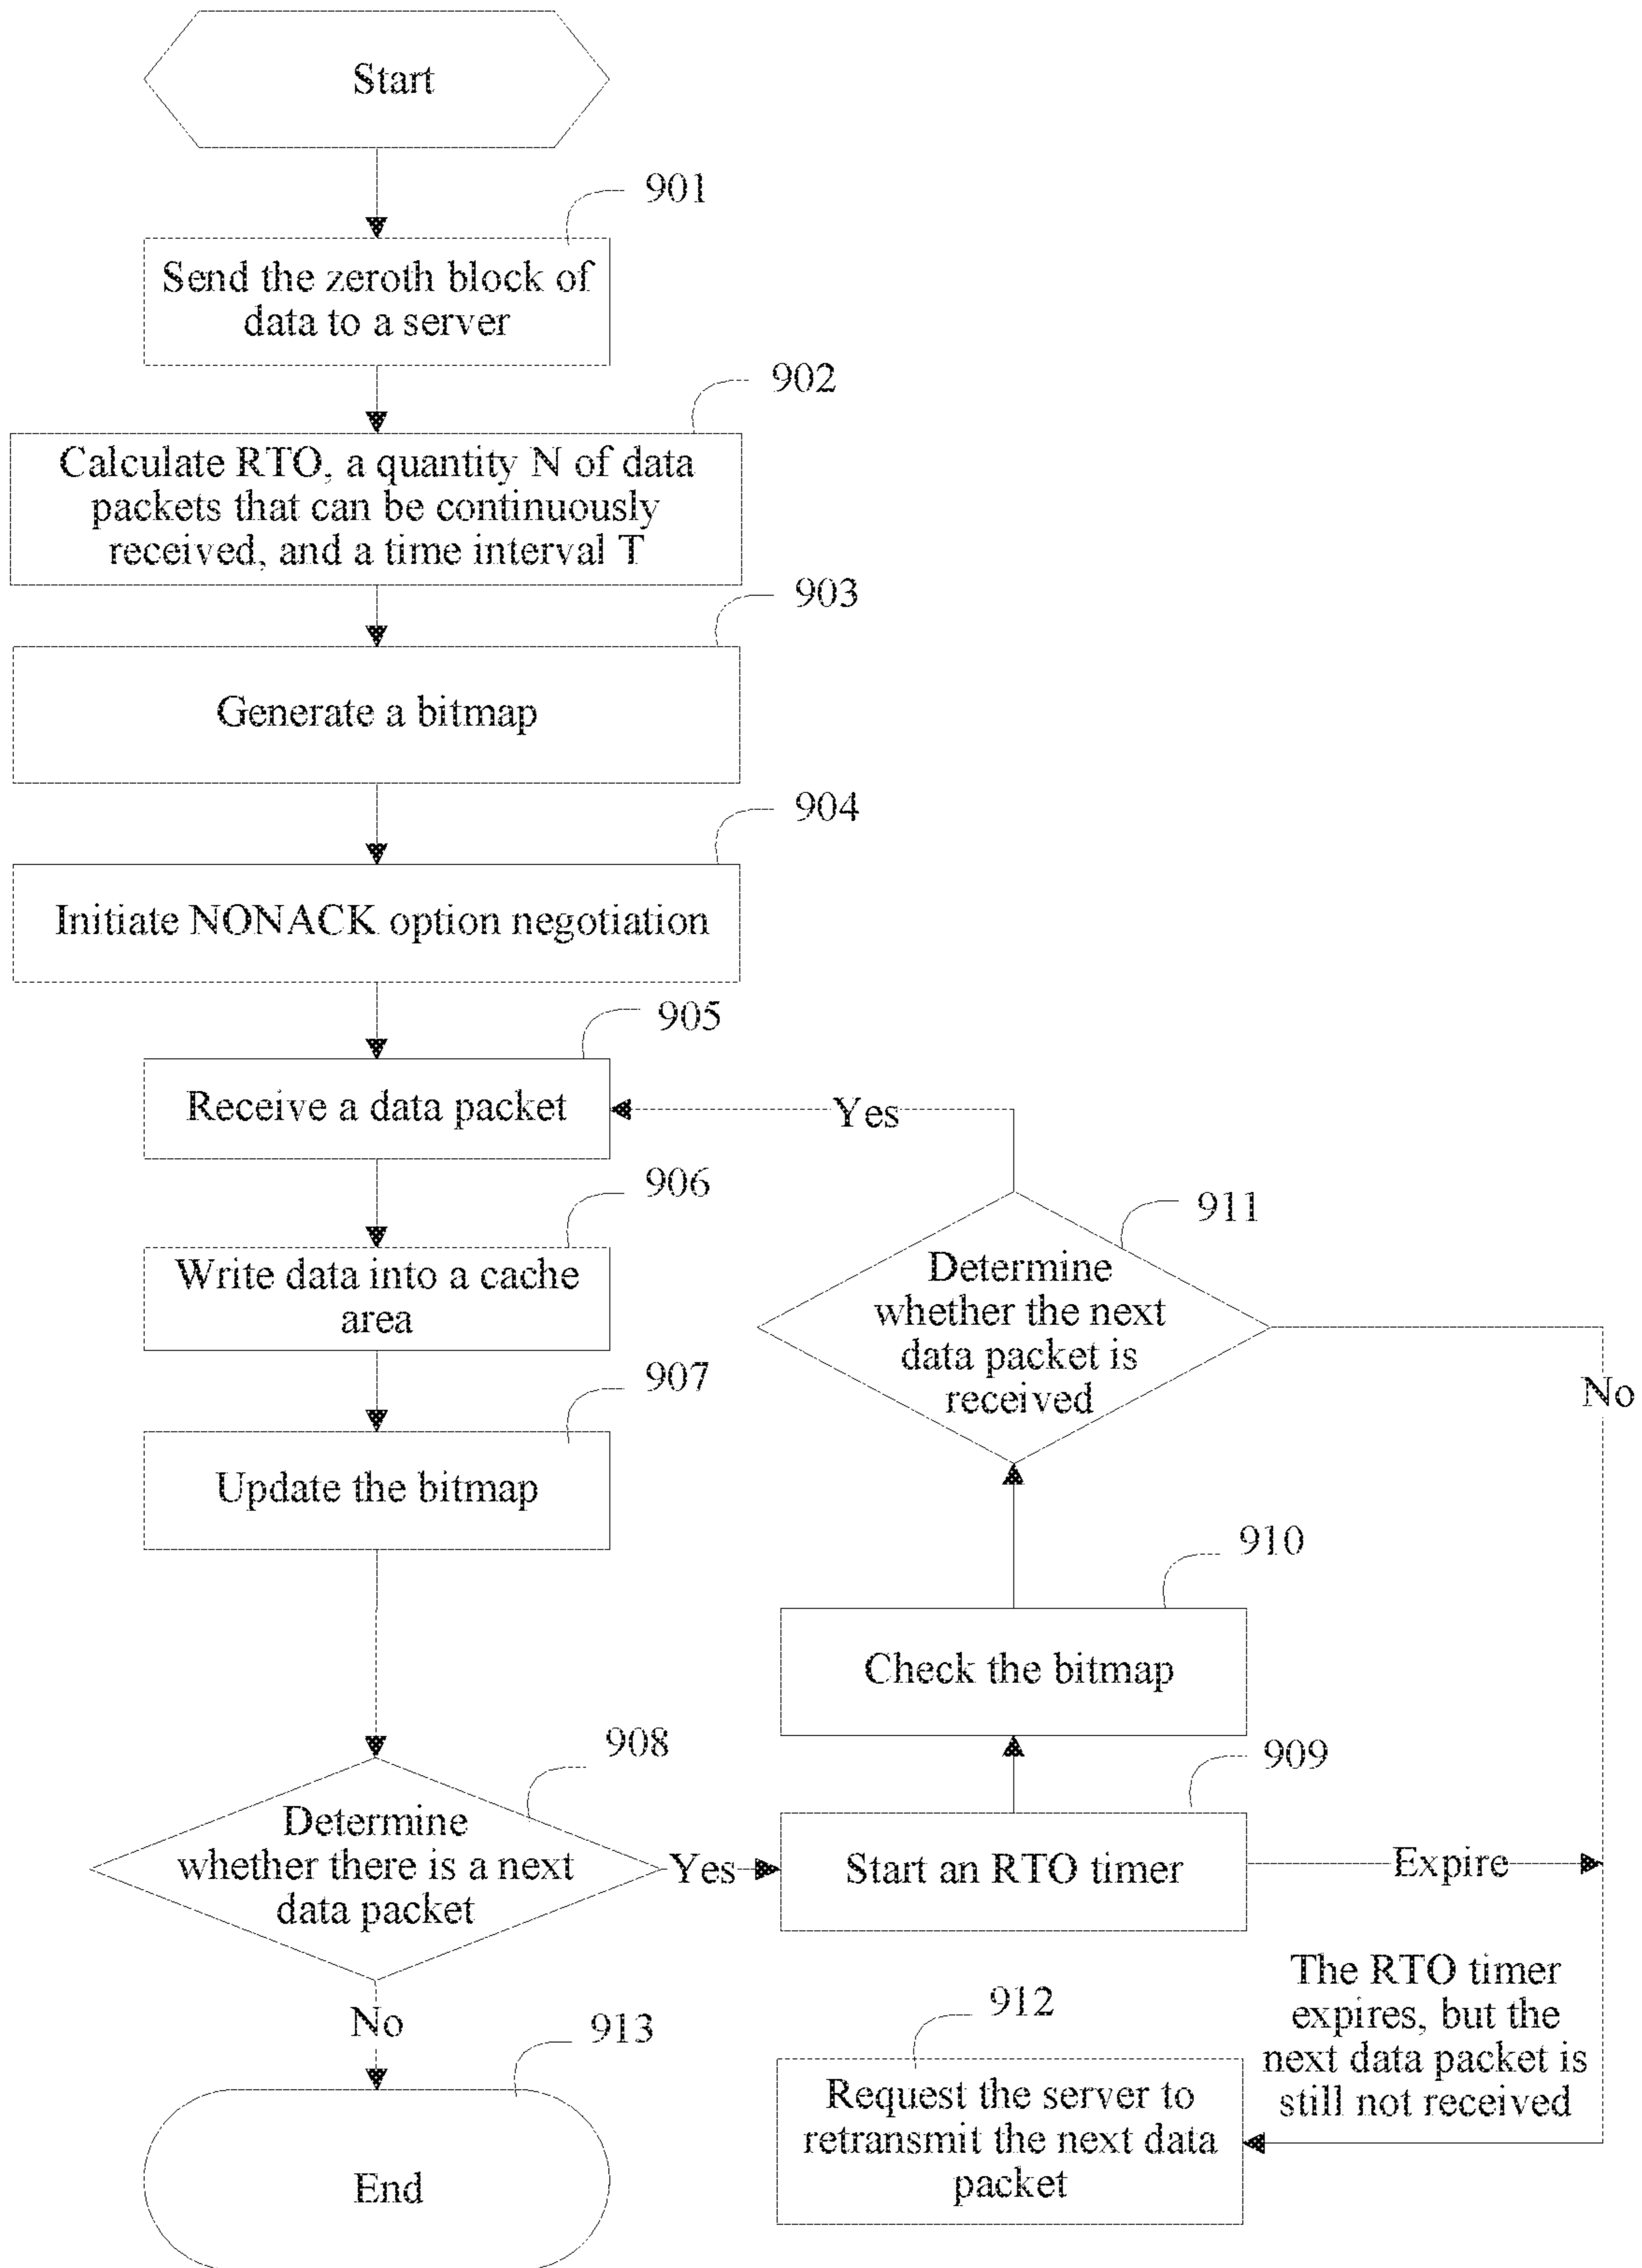 Start
901
Send the zeroth block of
data to a server
902
Calculate RTO, a quantity N of data
packets that can be continuously
received, and a time interval T
903
Generate a bitmap
904
Initiate NONACK option negotiation
905
Receive a data packet
Yes
906
Write data into a cache
area
911
Determine
whether the next
data packet is
received
No
907
Update the bitmap
910
Check the bitmap
908
Determine
whether there is a next
data packet
Yes
909
Start an RTO timer
Expire
The RTO timer
expires, but the
next data packet is
still not received
912
Request the server to
retransmit the next data
packet
No
913
End